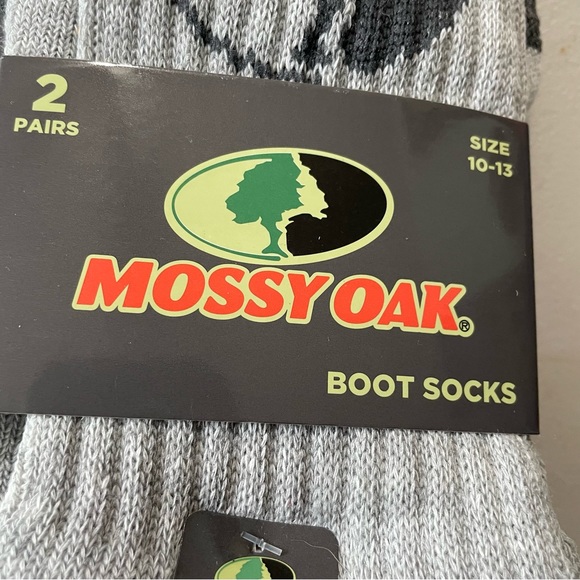 2
PAIRS
SIZE
10-13
MOSSY OAK®
BOOT SOCKS